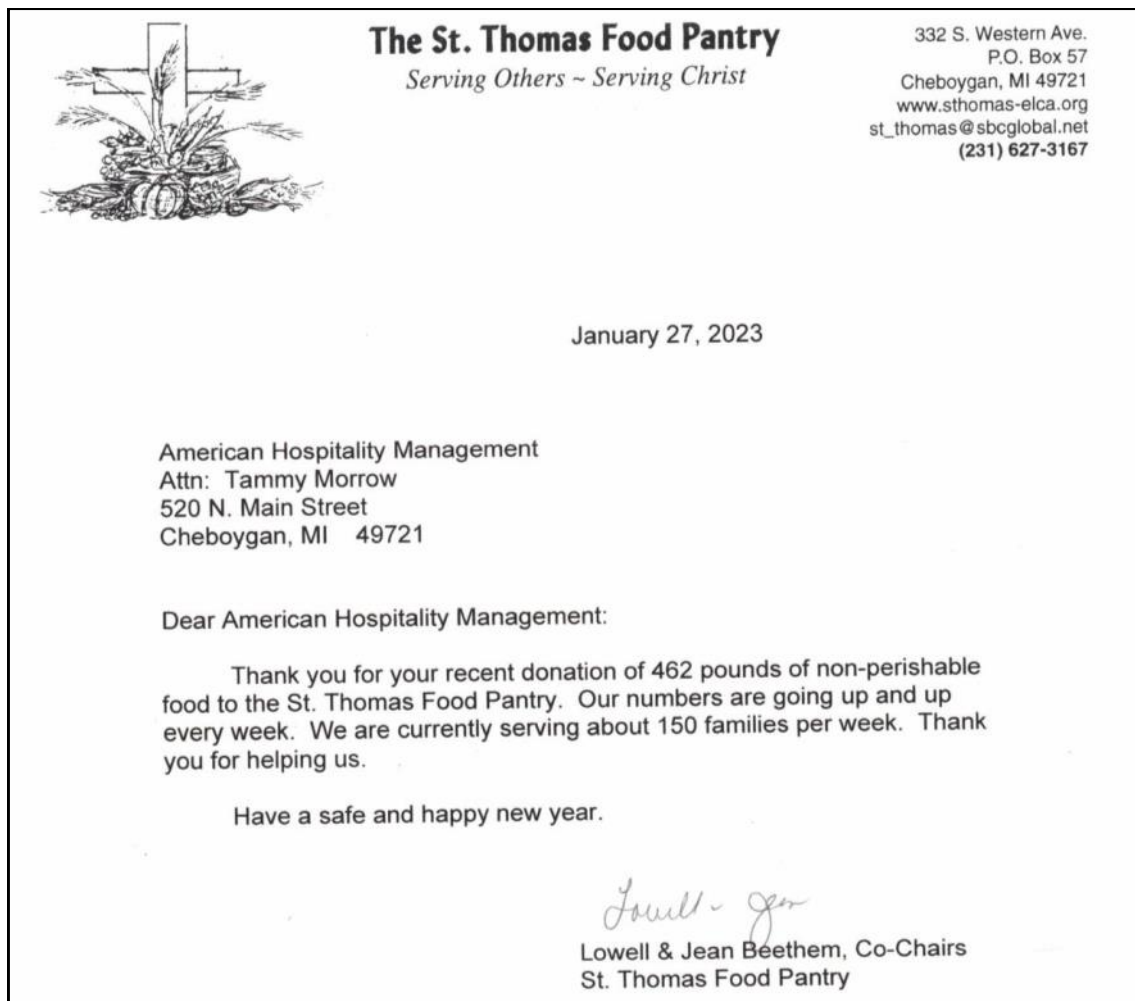 The St. Thomas Food Pantry
Serving Others ~ Serving Christ
332 S. Western Ave.
P.O. Box 57
Cheboygan, MI 49721
www.sthomas-elca.org
st_thomas@sbcglobal.net
(231) 627-3167
January 27, 2023
American Hospitality Management
Attn: Tammy Morrow
520 N. Main Street
Cheboygan, MI 49721
Dear American Hospitality Management:
Thank you for your recent donation of 462 pounds of non-perishable
food to the St. Thomas Food Pantry. Our numbers are going up and up
every week. We are currently serving about 150 families per week. Thank
you for helping us.
Have a safe and happy new year.
Lowell - Jean
Lowell & Jean Beethem, Co-Chairs
St. Thomas Food Pantry